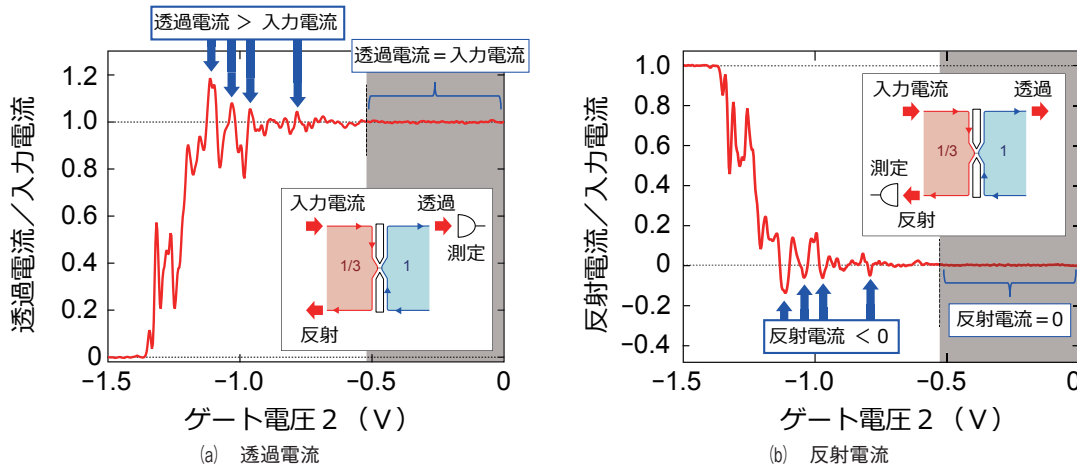 透過電流 > 入力電流
透過電流＝入力電流
1.2
1.0
0.8
0.6
0.4
0.2
0
透過電流／入力電流
入力電流
透過
1/3
1
測定
反射
−1.5
−1.0
−0.5
0
ゲート電圧２（V）
(a) 透過電流
1.0
0.8
0.6
0.4
0.2
0
−0.2
−0.4
反射電流／入力電流
入力電流
透過
測定
1/3
1
反射
反射電流 < 0
反射電流＝0
−1.5
−1.0
−0.5
0
ゲート電圧２（V）
(b) 反射電流